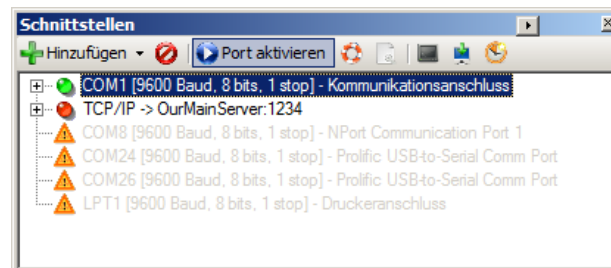 Schnittstellen
Hinzufügen Port aktivieren
COM1 [9600 Baud, 8 bits, 1 stop] - Kommunikationsanschluss
TCP/IP -> OurMainServer:1234
COM8 [9600 Baud, 8 bits, 1 stop] - NPort Communication Port 1
COM24 [9600 Baud, 8 bits, 1 stop] - Prolific USB-to-Serial Comm Port
COM26 [9600 Baud, 8 bits, 1 stop] - Prolific USB-to-Serial Comm Port
LPT1 [9600 Baud, 8 bits, 1 stop] - Druckeranschluss